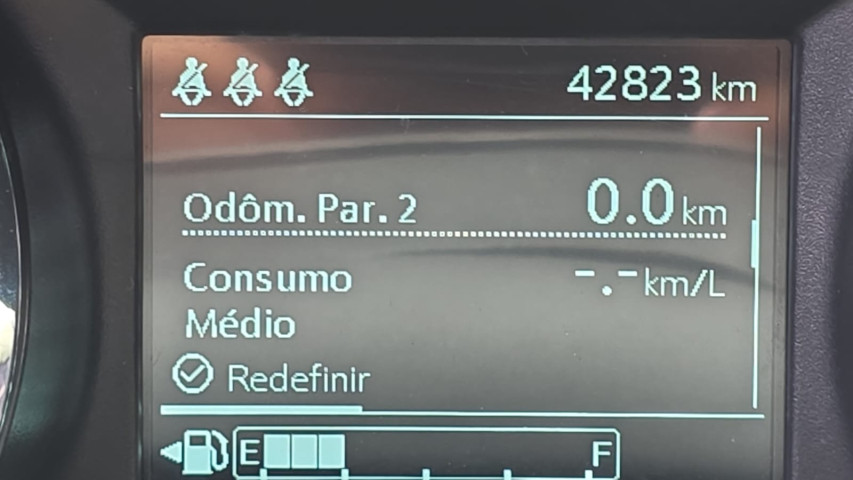 42823 km
Odôm. Par. 2 0.0 km
Consumo -.- km/L
Médio
Redefinir
E F